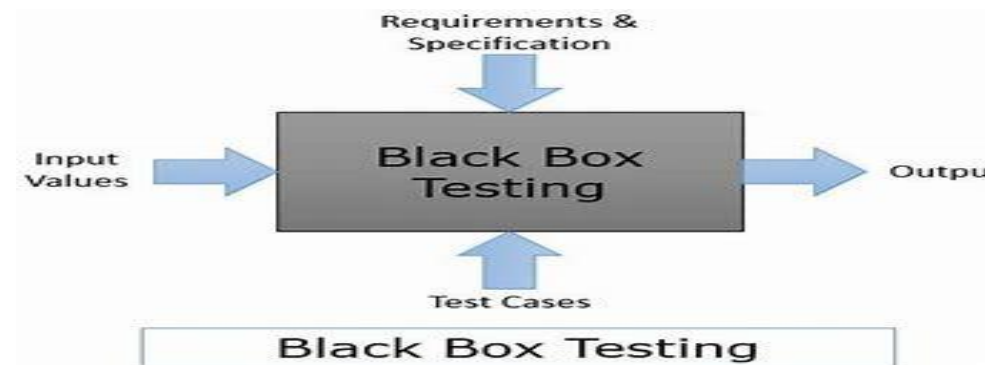 Requirements &
Specification
Input
Values
Black Box
Testing
Outpu
Test Cases
Black Box Testing